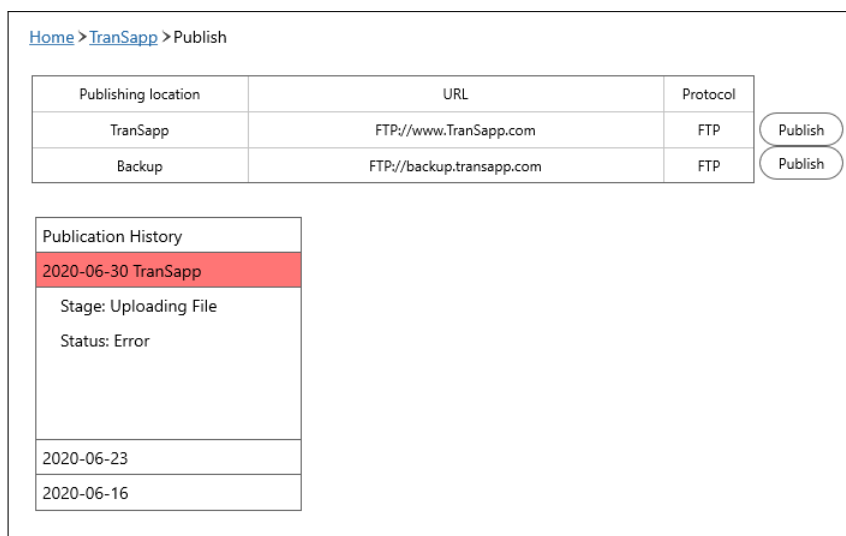 Home > TranSapp > Publish
Publishing location URL Protocol
TranSapp FTP://www.TranSapp.com FTP Publish
Backup FTP://backup.transapp.com FTP Publish
Publication History
2020-06-30 TranSapp
Stage: Uploading File
Status: Error
2020-06-23
2020-06-16